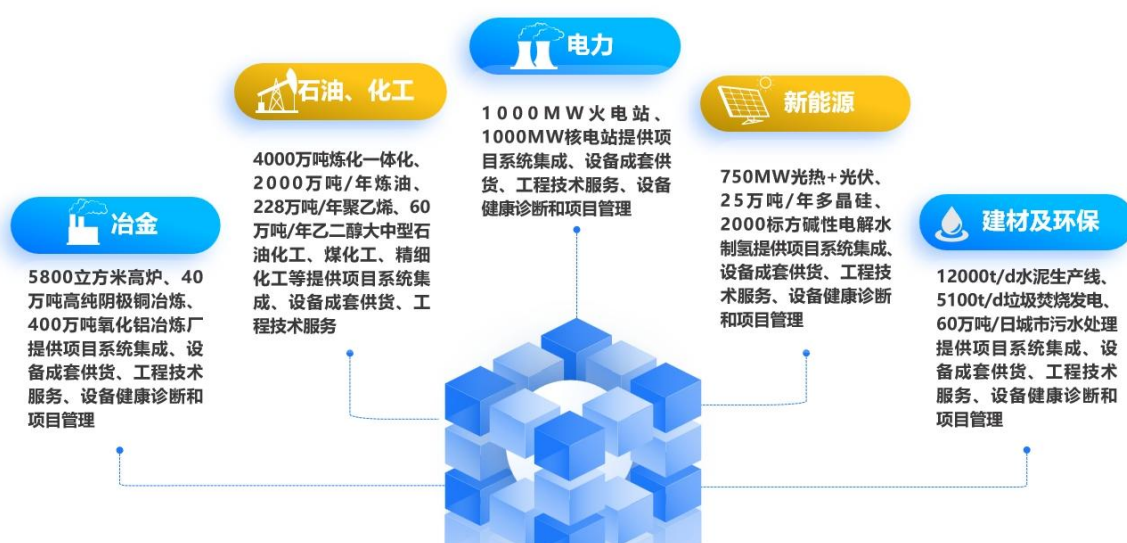 冶金
5800立方米高炉、40
万吨高纯阴极铜冶炼、
400万吨氧化铝冶炼厂
提供项目系统集成、设
备成套供货、工程技术
服务、设备健康诊断和
项目管理
石油、化工
4000万吨炼化一体化、
2000万吨/年炼油、
228万吨/年聚乙烯、60
万吨/年乙二醇大中型石
油化工、煤化工、精细
化工等提供项目系统集
成、设备成套供货、工
程技术服务
电力
1000MW火电站、
1000MW核电站提供项
目系统集成、设备成套供
货、工程技术服务、设备
健康诊断和项目管理
新能源
750MW光热+光伏、
25万吨/年多晶硅、
2000标方碱性电解水
制氢提供项目系统集成、
设备成套供货、工程技
术服务、设备健康诊断
和项目管理
建材及环保
12000t/d水泥生产线、
5100t/d垃圾焚烧发电、
60万吨/日城市污水处理
提供项目系统集成、设
备成套供货、工程技术
服务、设备健康诊断和
项目管理